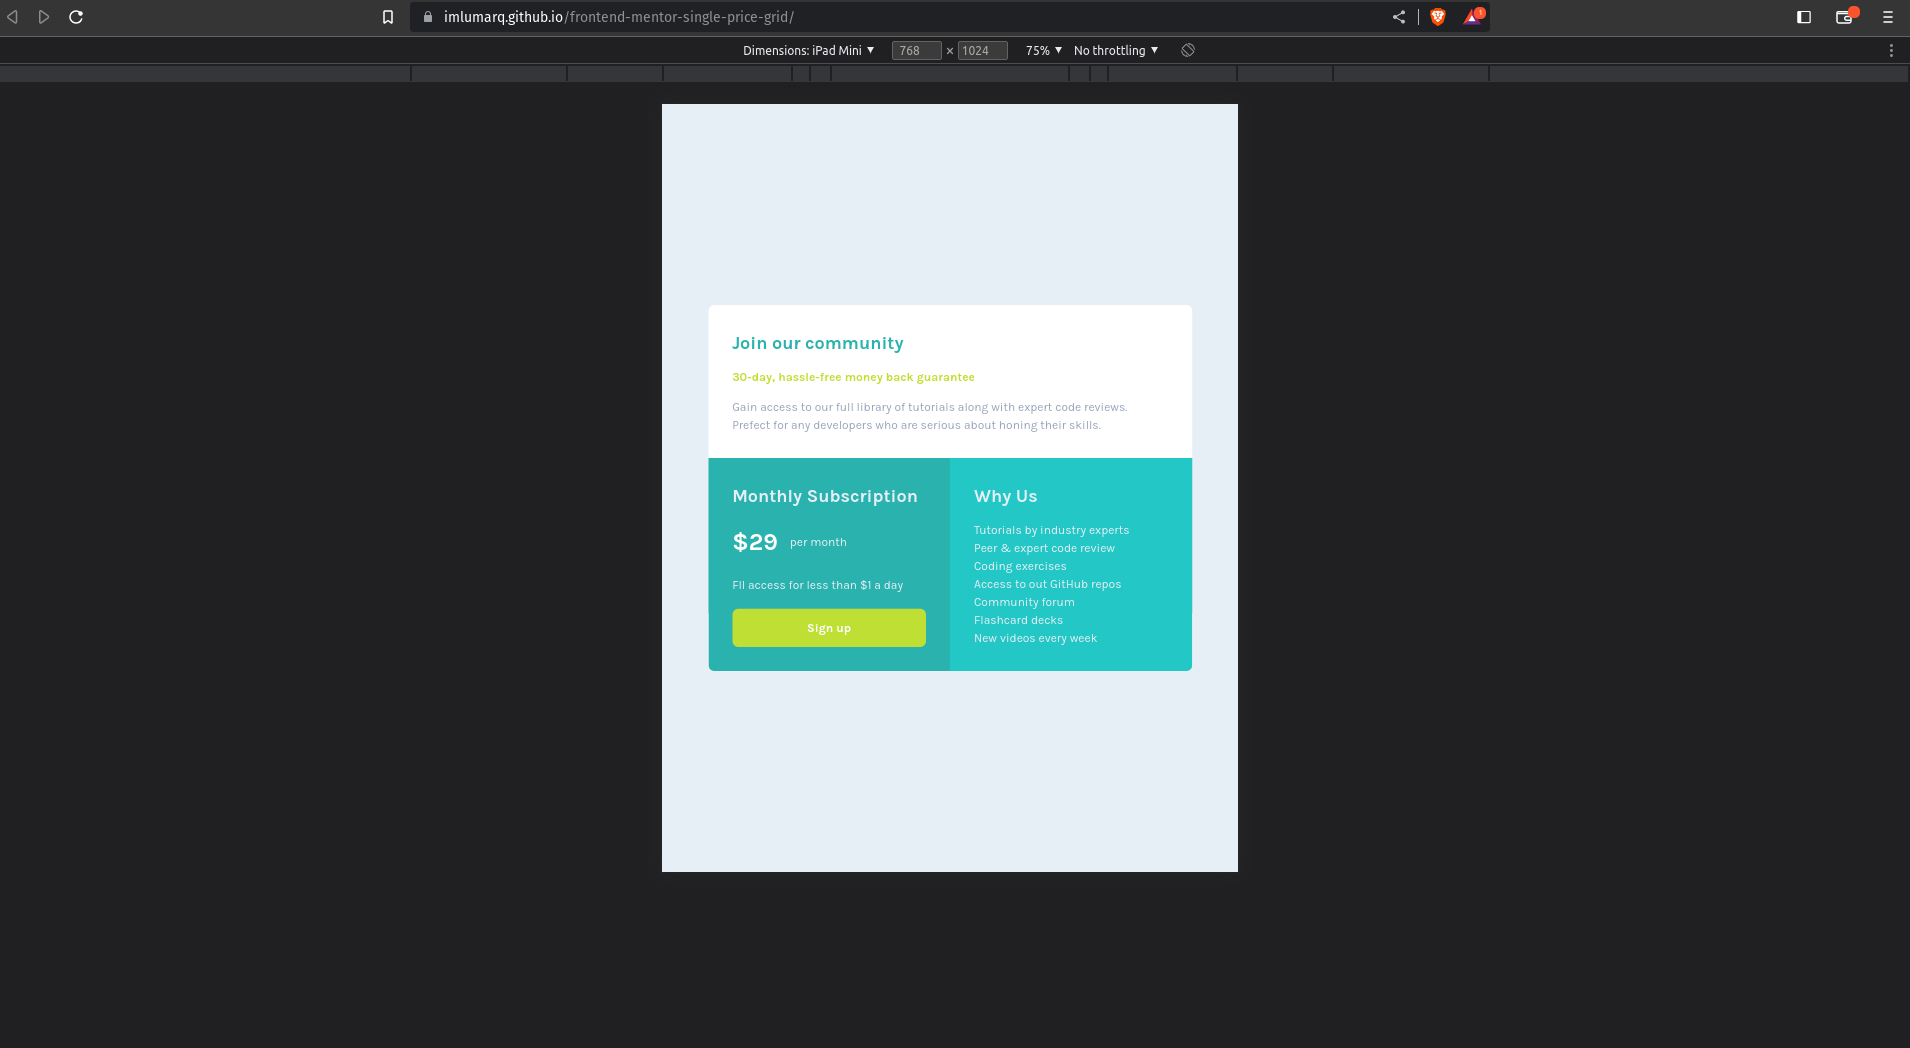 imlumarq.github.io/frontend-mentor-single-price-grid/
1
Dimensions: iPad Mini 768 × 1024 75% No throttling
Join our community
30-day, hassle-free money back guarantee
Gain access to our full library of tutorials along with expert code reviews.
Prefect for any developers who are serious about honing their skills.
Monthly Subscription
$29 per month
Fll access for less than $1 a day
Sign up
Why Us
Tutorials by industry experts
Peer & expert code review
Coding exercises
Access to out GitHub repos
Community forum
Flashcard decks
New videos every week